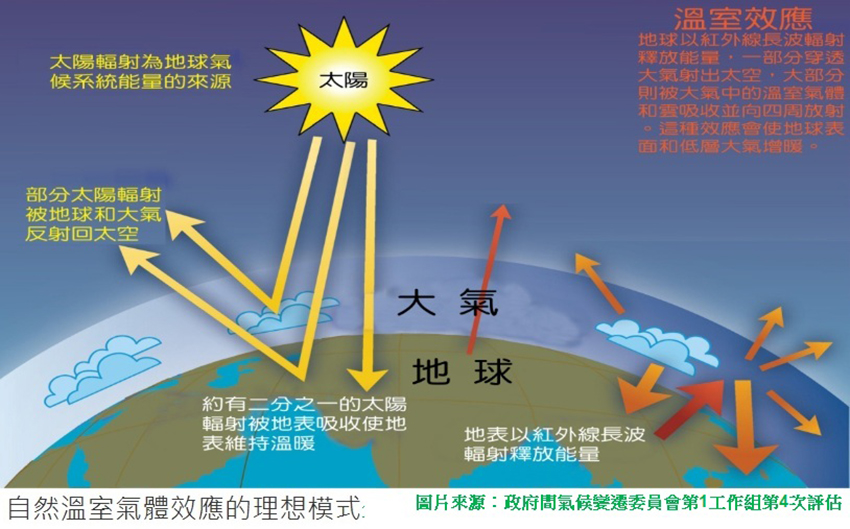 溫室效應
地球以紅外線長波輻射
釋放能量，一部分穿透
大氣射出太空，大部分
則被大氣中的溫室氣體
和雲吸收並向四周放射
。這種效應會使地球表
面和低層大氣增暖。
太陽輻射為地球氣
候系統能量的來源
太陽
部分太陽輻射
被地球和大氣
反射回太空
大氣
地球
約有二分之一的太陽
輻射被地表吸收使地
表維持溫暖
地表以紅外線長波
輻射釋放能量
自然溫室氣體效應的理想模式:
圖片來源：政府間氣候變遷委員會第1工作組第4次評估